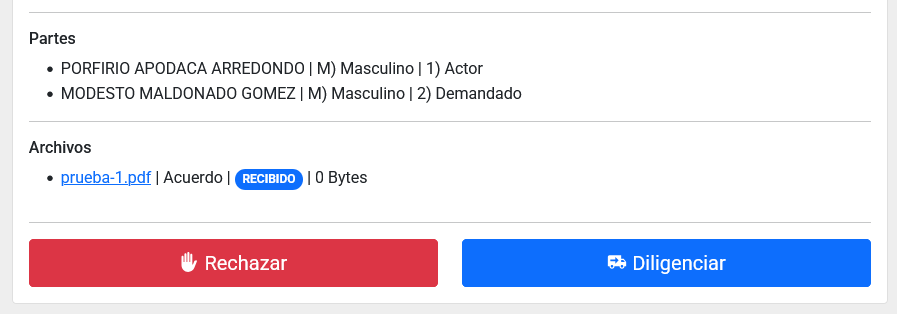 Partes
• PORFIRIO APODACA ARREDONDO | M) Masculino | 1) Actor
• MODESTO MALDONADO GOMEZ | M) Masculino | 2) Demandado
Archivos
• prueba-1.pdf | Acuerdo | RECIBIDO | 0 Bytes
Rechazar
Diligenciar